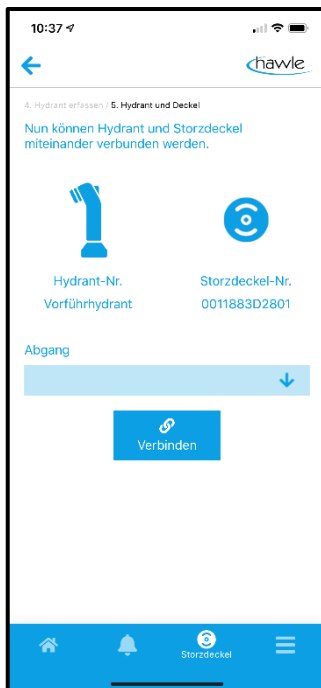 10:37
hawle
4. Hydrant erfassen / 5. Hydrant und Deckel
Nun können Hydrant und Storzdeckel
miteinander verbunden werden.
Hydrant-Nr.
Vorführhydrant
Storzdeckel-Nr.
0011883D2801
Abgang
Verbinden
Storzdeckel